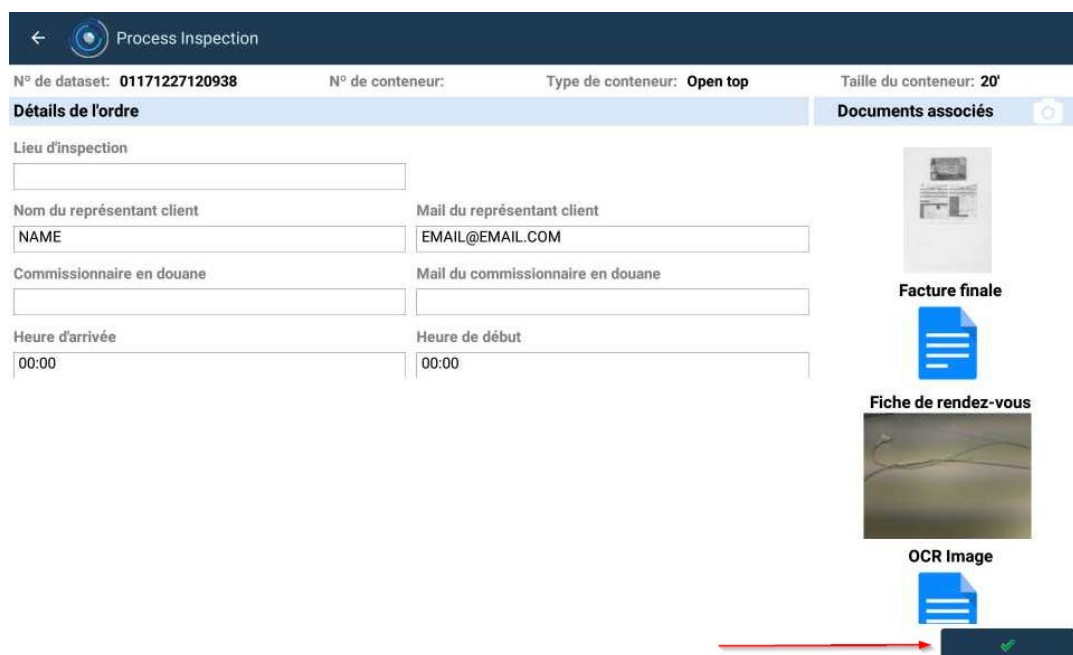 Process Inspection
Nº de dataset: 01171227120938 Nº de conteneur: Type de conteneur: Open top Taille du conteneur: 20'
Détails de l'ordre
Documents associés
Lieu d'inspection
Nom du représentant client Mail du représentant client
NAME EMAIL@EMAIL.COM
Commissionnaire en douane Mail du commissionnaire en douane
Heure d'arrivée Heure de début
00:00 00:00
Facture finale
Fiche de rendez-vous
OCR Image